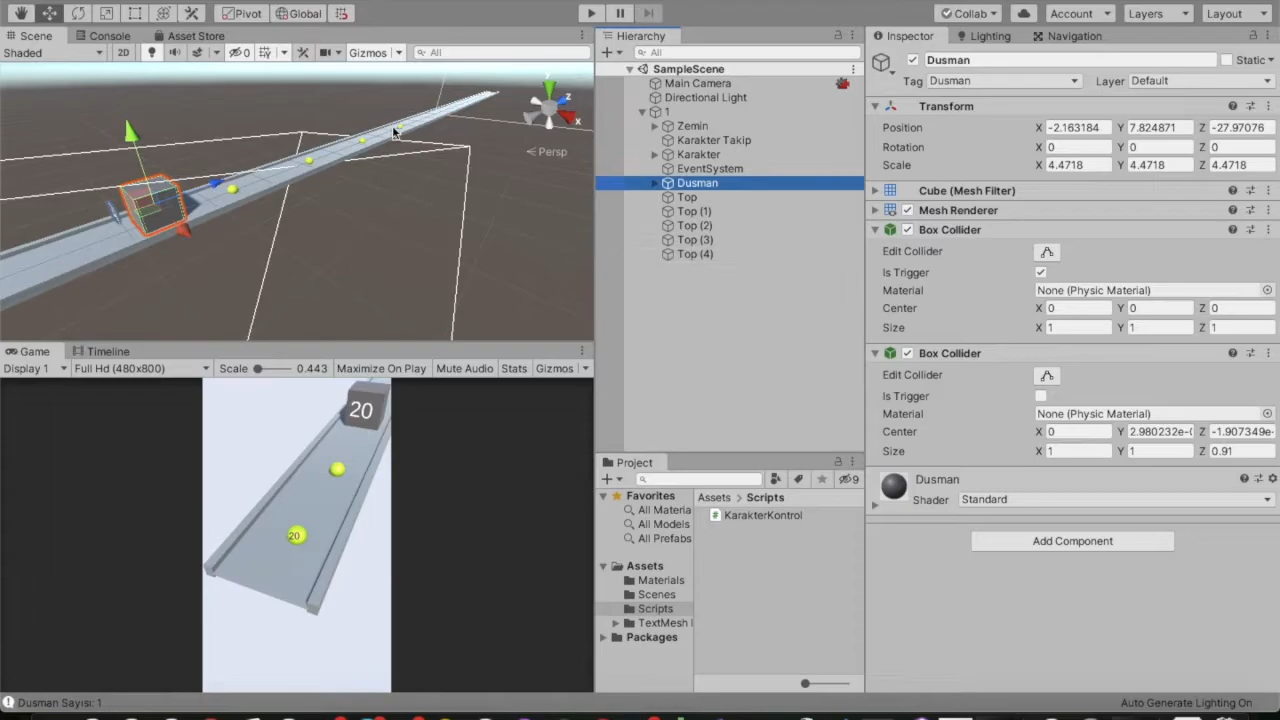 Pivot Global Collab Account Layers Layout
Scene Console Asset Store
Shaded 2D 0 Gizmos All
y z x
Persp
Game Timeline
Display 1 Full Hd (480x800) Scale 0.443 Maximize On Play Mute Audio Stats Gizmos
20
20
Hierarchy
All
SampleScene
Main Camera
Directional Light
1
Zemin
Karakter Takip
Karakter
EventSystem
Dusman
Top
Top (1)
Top (2)
Top (3)
Top (4)
Project
9
Favorites
All Materia
All Models
All Prefabs
Assets
Materials
Scenes
Scripts
TextMesh
Packages
Assets > Scripts
KarakterKontrol
Inspector Lighting Navigation
Dusman Static
Tag Dusman Layer Default
Transform
Position X -2.163184 Y 7.824871 Z -27.97076
Rotation X 0 Y 0 Z 0
Scale X 4.4718 Y 4.4718 Z 4.4718
Cube (Mesh Filter)
Mesh Renderer
Box Collider
Edit Collider
Is Trigger
Material None (Physic Material)
Center X 0 Y 0 Z 0
Size X 1 Y 1 Z 1
Box Collider
Edit Collider
Is Trigger
Material None (Physic Material)
Center X 0 Y 2.980232e-( Z -1.907349e-
Size X 1 Y 1 Z 0.91
Dusman
Shader Standard
Add Component
Dusman Sayisi: 1
Auto Generate Lighting On